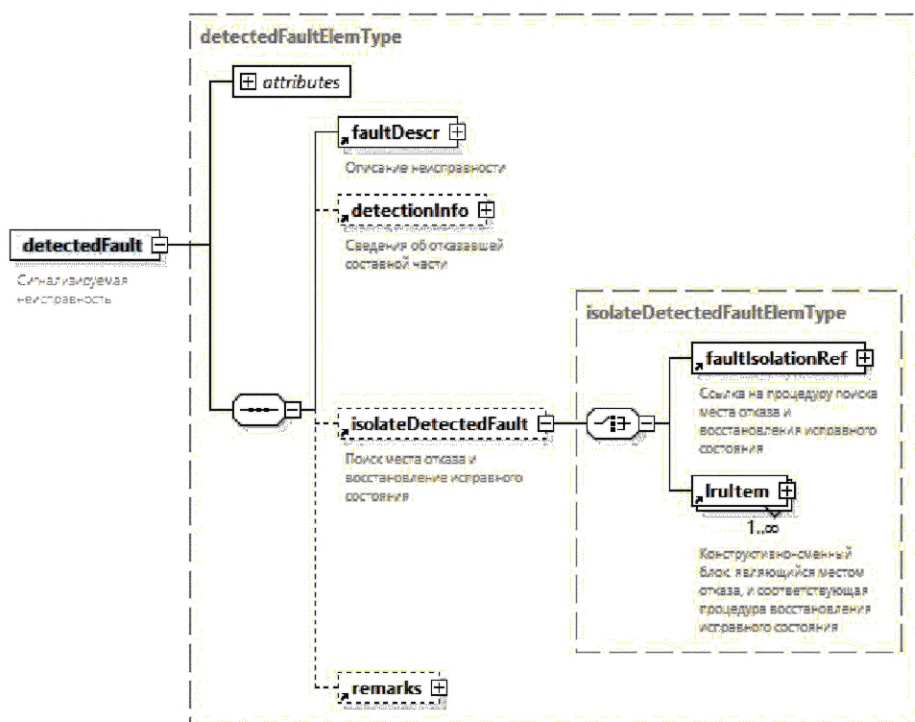 detectedFaultElemType
attributes
faultDescr
Описание неисправности
detectionInfo
Сведения об отказавшей
составной части
detectedFault
Сигнализируемая
неисправность
isolateDetectedFaultElemType
faultIsolationRef
Ссылка на процедуру поиска
места отказа и
восстановления исправного
состояния
isolateDetectedFault
Поиск места отказа и
восстановление исправного
состояния
lruItem
1..∞
Конструктивно-сменный
блок, являющийся местом
отказа, и соответствующая
процедура восстановления
исправного состояния
remarks